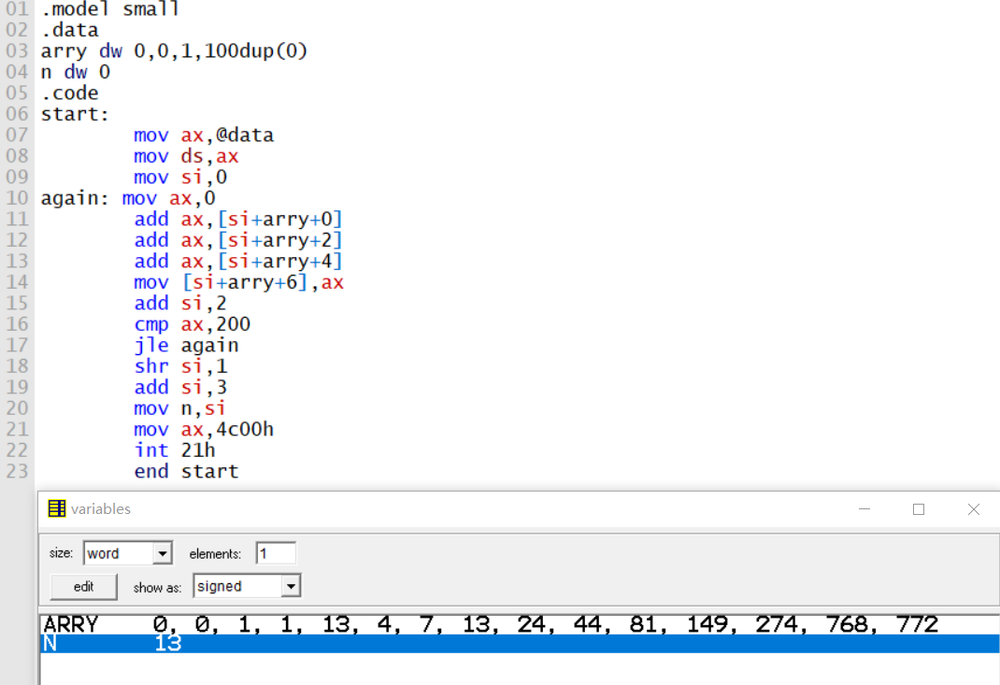 01 .model small
02 .data
03 arry dw 0,0,1,100dup(0)
04 n dw 0
05 .code
06 start:
07 mov ax,@data
08 mov ds,ax
09 mov si,0
10 again: mov ax,0
11 add ax,[si+arry+0]
12 add ax,[si+arry+2]
13 add ax,[si+arry+4]
14 mov [si+arry+6],ax
15 add si,2
16 cmp ax,200
17 jle again
18 shr si,1
19 add si,3
20 mov n,si
21 mov ax,4c00h
22 int 21h
23 end start
variables
size: word elements: 1
edit show as: signed
ARRY 0, 0, 1, 1, 13, 4, 7, 13, 24, 44, 81, 149, 274, 768, 772
N 13